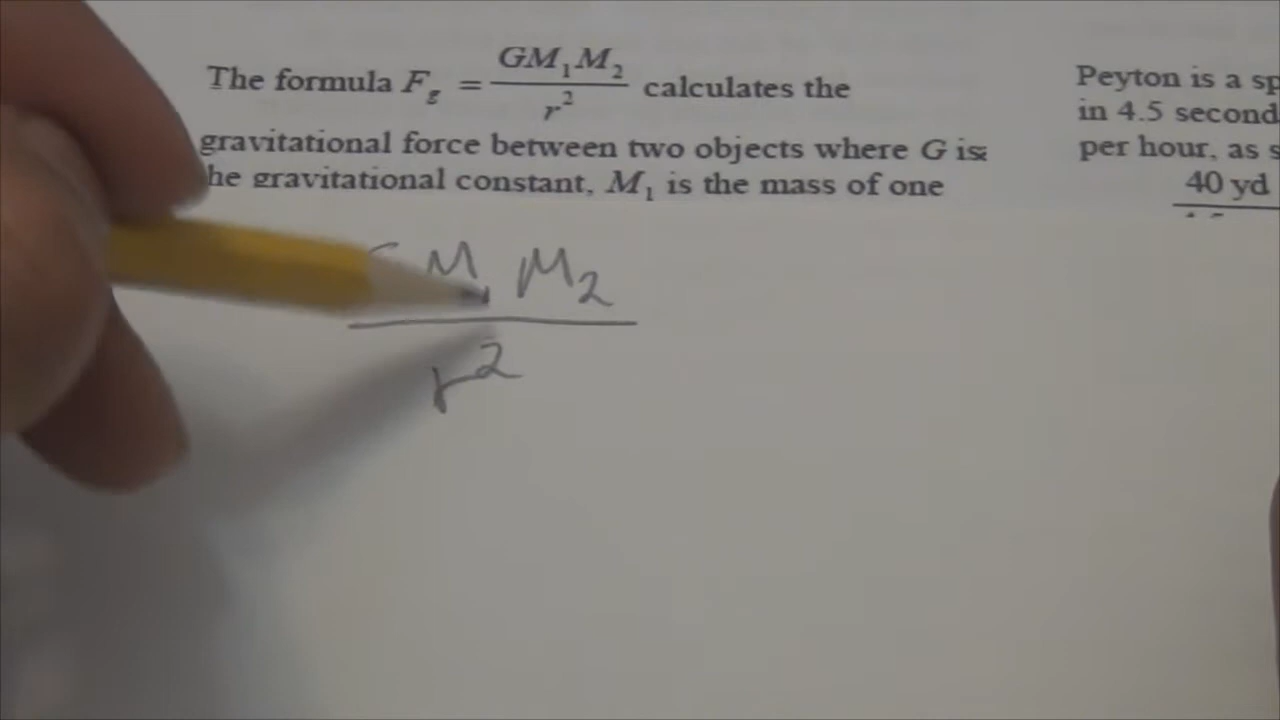 The formula F_g = GM₁M₂ / r² calculates the
gravitational force between two objects where G is
he gravitational constant, M₁ is the mass of one
Peyton is a sp
in 4.5 second
per hour, as s
40 yd
M M₂
r²